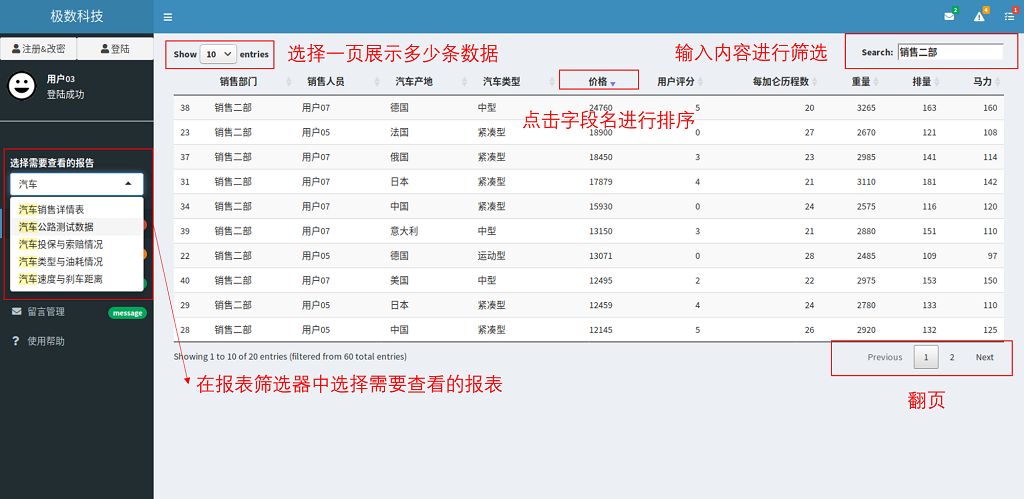 极数科技
2
4
1
注册&改密
登陆
用户03
登陆成功
选择需要查看的报告
汽车
汽车销售详情表
汽车公路测试数据
汽车投保与索赔情况
汽车类型与油耗情况
汽车速度与刹车距离
留言管理 message
使用帮助
Show 10 entries
选择一页展示多少条数据
输入内容进行筛选
Search: 销售二部
销售部门 销售人员 汽车产地 汽车类型 价格 用户评分 每加仑历程数 重量 排量 马力
38 销售二部 用户07 德国 中型 24760 5 20 3265 163 160
点击字段名进行排序
23 销售二部 用户05 法国 紧凑型 18900 0 27 2670 121 108
37 销售二部 用户07 俄国 紧凑型 18450 3 23 2985 141 114
31 销售二部 用户07 日本 紧凑型 17879 4 21 3110 181 142
34 销售二部 用户07 中国 紧凑型 15930 0 24 2575 116 120
39 销售二部 用户07 意大利 中型 13150 3 21 2880 151 110
22 销售二部 用户05 德国 运动型 13071 0 28 2485 109 97
40 销售二部 用户07 美国 中型 12495 2 22 2975 153 150
29 销售二部 用户05 日本 紧凑型 12459 4 24 2780 133 110
28 销售二部 用户05 中国 紧凑型 12145 5 26 2920 132 125
Showing 1 to 10 of 20 entries (filtered from 60 total entries)
Previous 1 2 Next
在报表筛选器中选择需要查看的报表
翻页